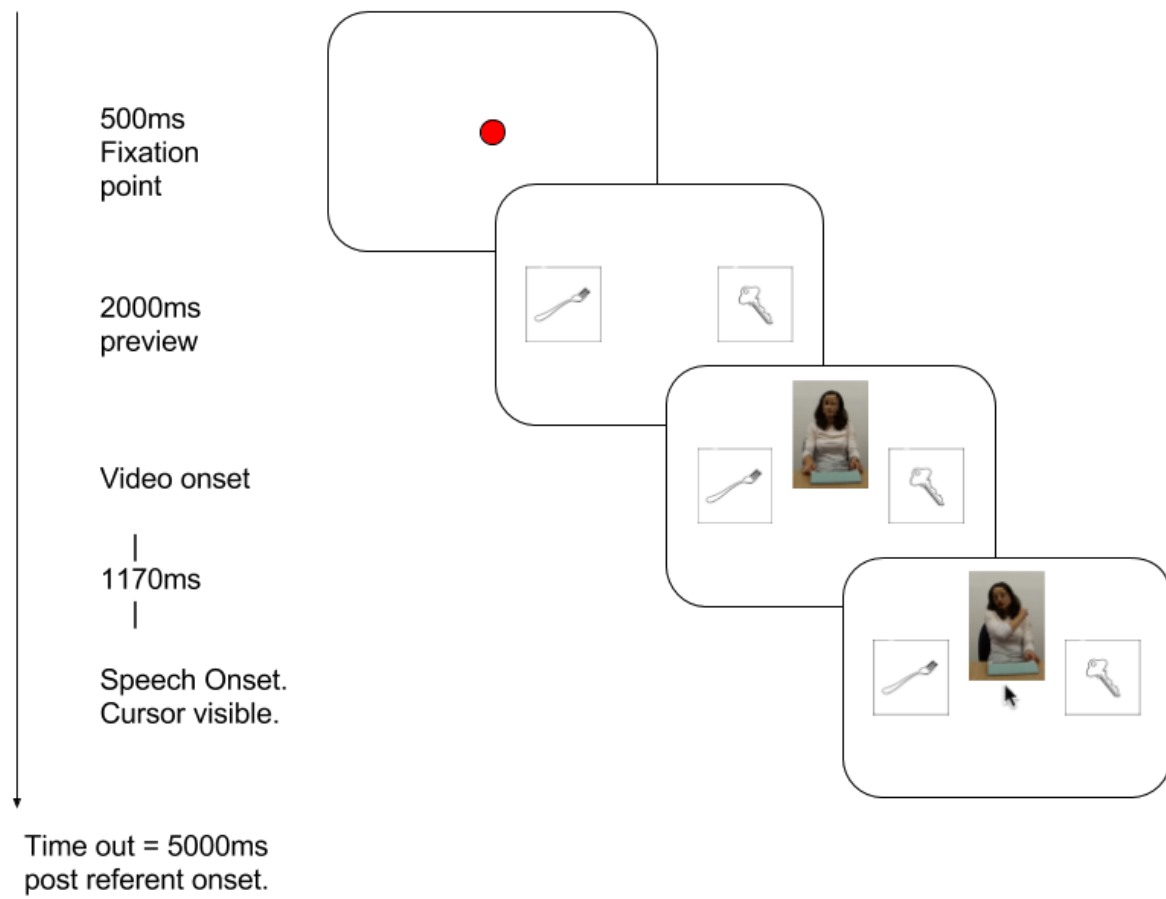 500ms
Fixation
point
2000ms
preview
Video onset
|
1170ms
|
Speech Onset.
Cursor visible.
Time out = 5000ms
post referent onset.